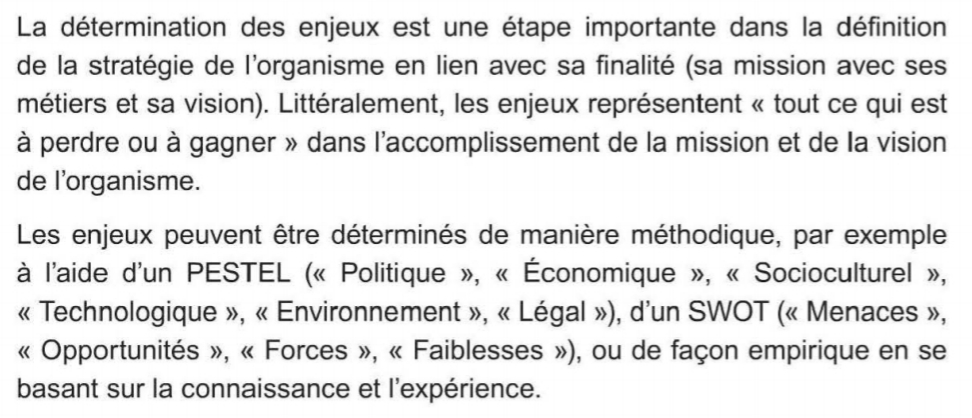 La détermination des enjeux est une étape importante dans la définition
de la stratégie de l'organisme en lien avec sa finalité (sa mission avec ses
métiers et sa vision). Littéralement, les enjeux représentent « tout ce qui est
à perdre ou à gagner » dans l'accomplissement de la mission et de la vision
de l'organisme.
Les enjeux peuvent être déterminés de manière méthodique, par exemple
à l'aide d'un PESTEL (« Politique », « Économique », « Socioculturel »,
« Technologique », « Environnement », « Légal »), d'un SWOT (« Menaces »,
« Opportunités », « Forces », « Faiblesses »), ou de façon empirique en se
basant sur la connaissance et l'expérience.